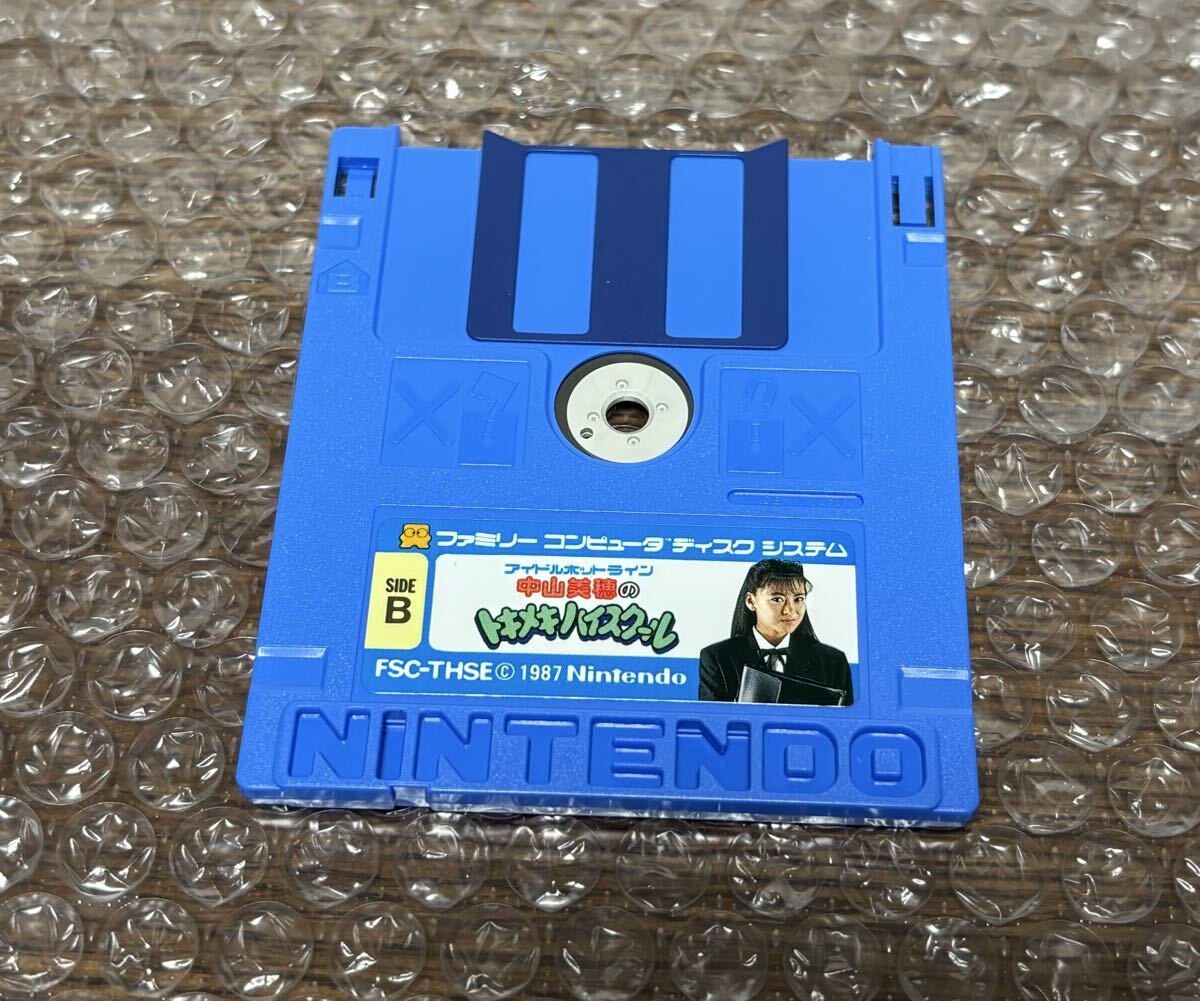 B
ファミリー コンピュータ ディスク システム
SIDE
B
アイドルホットライン
中山美穂の
トキメキハイスクール
FSC-THSE© 1987 Nintendo
NINTENDO